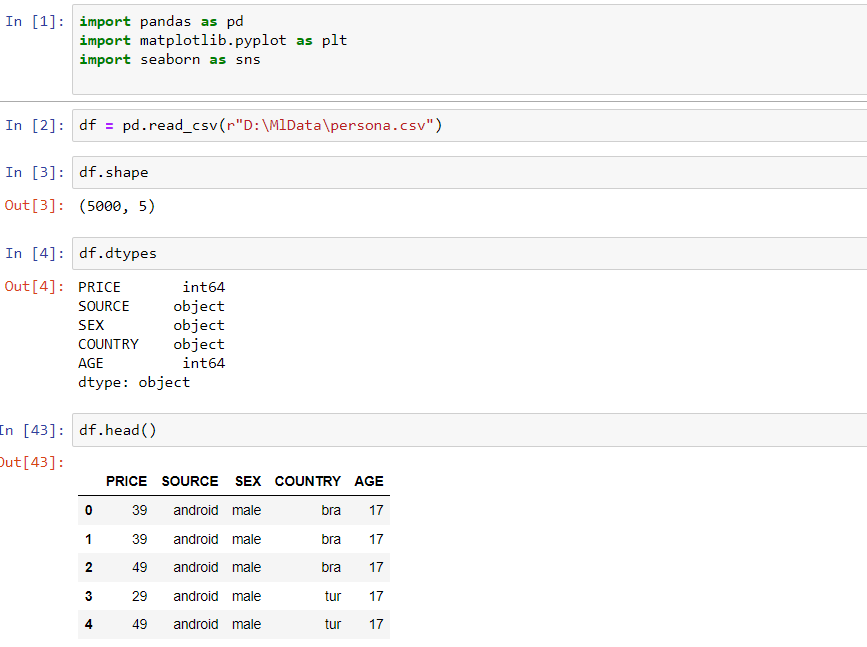 In [1]: import pandas as pd
import matplotlib.pyplot as plt
import seaborn as sns
In [2]: df = pd.read_csv(r"D:\MlData\persona.csv")
In [3]: df.shape
Out[3]: (5000, 5)
In [4]: df.dtypes
Out[4]: PRICE int64
SOURCE object
SEX object
COUNTRY object
AGE int64
dtype: object
In [43]: df.head()
Out[43]:
PRICE SOURCE SEX COUNTRY AGE
0 39 android male bra 17
1 39 android male bra 17
2 49 android male bra 17
3 29 android male tur 17
4 49 android male tur 17